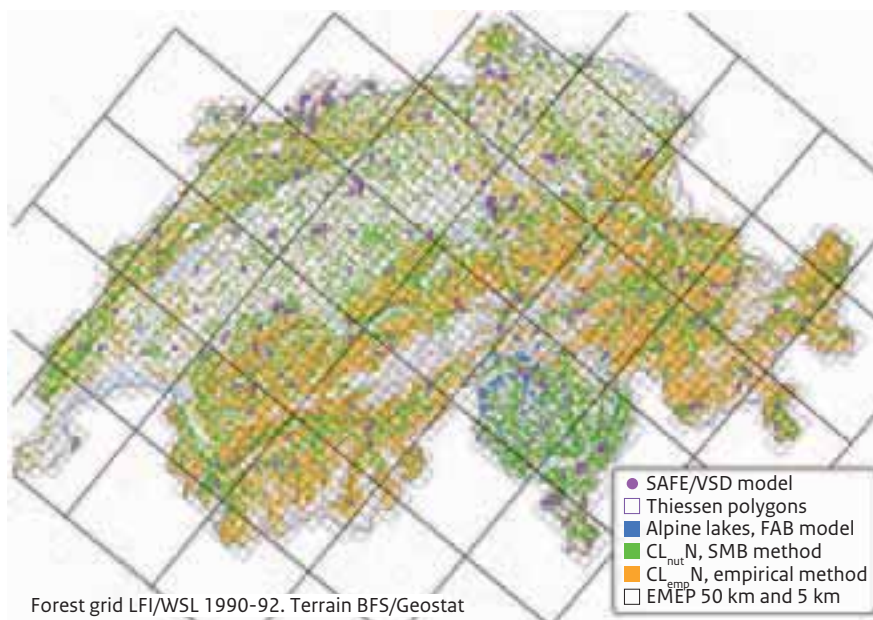 SAFE/VSD model
Thiessen polygons
Alpine lakes, FAB model
CLnutN, SMB method
CLempN, empirical method
EMEP 50 km and 5 km
Forest grid LFI/WSL 1990-92. Terrain BFS/Geostat